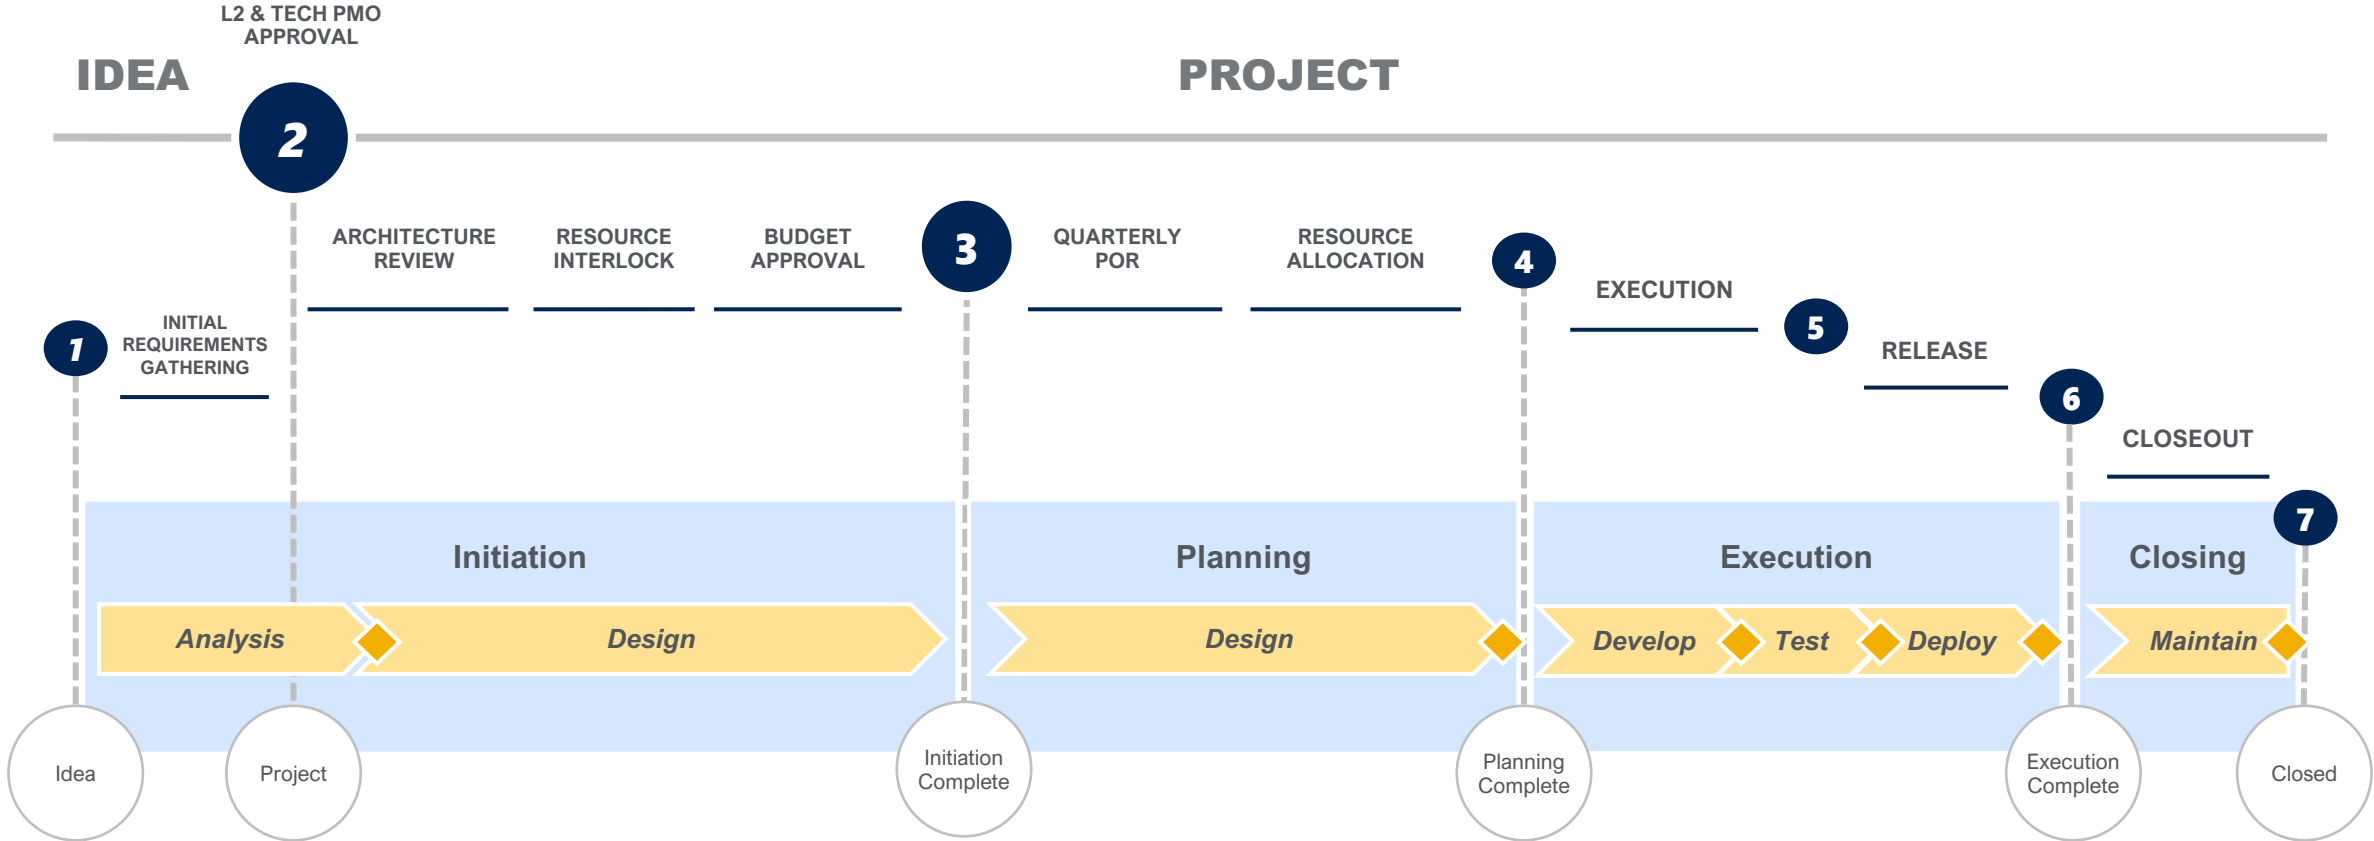 L2 & TECH PMO
APPROVAL
IDEA
PROJECT
2
ARCHITECTURE
REVIEW
RESOURCE
INTERLOCK
BUDGET
APPROVAL
3
QUARTERLY
POR
RESOURCE
ALLOCATION
4
EXECUTION
5
RELEASE
6
CLOSEOUT
7
1
INITIAL
REQUIREMENTS
GATHERING
Initiation
Planning
Execution
Closing
Analysis
Design
Design
Develop
Test
Deploy
Maintain
Idea
Project
Initiation
Complete
Planning
Complete
Execution
Complete
Closed